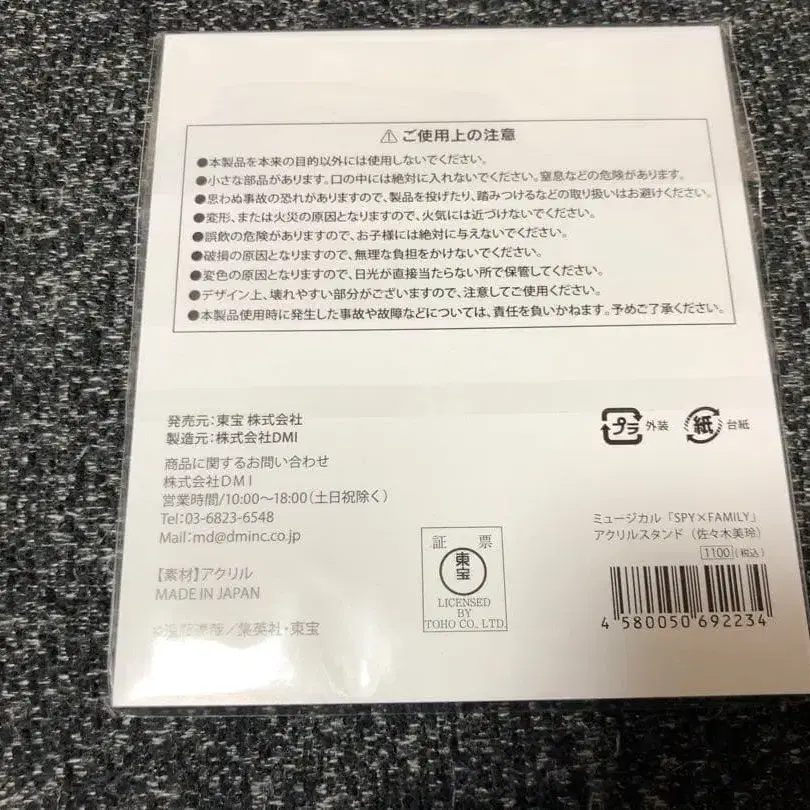 ⚠ご使用上の注意
●本製品を本来の目的以外には使用しないでください。
●小さな部品があります。口の中には絶対に入れないでください。窒息などの危険があります。
●思わぬ事故の恐れがありますので、製品を投げたり、踏みつけるなどの取り扱いはお避けください。
●変形、または火災の原因となりますので、火気には近づけないでください。
●誤飲の危険がありますので、お子様には絶対に与えないでください。
●破損の原因となりますので、無理な負担をかけないでください。
●変色の原因となりますので、日光が直接当たらない所で保管してください。
●デザイン上、壊れやすい部分がございますので、注意してご使用ください。
●本製品使用時に発生した事故や故障などについては、責任を負いかねます。予めご了承ください。
発売元:東宝 株式会社
製造元:株式会社DMI
商品に関するお問い合わせ
株式会社DMI
営業時間/10:00〜18:00(土日祝除く)
Tel:03-6823-6548
Mail:md@dminc.co.jp
【素材】アクリル
MADE IN JAPAN
哉/集英社・東宝
証 票
東宝
LICENSED
BY
TOHO CO., LTD.
プラ 外装 紙 台紙
ミュージカル『SPY×FAMILY』
アクリルスタンド(佐々木美玲)
1100(税込)
4 580050 692234